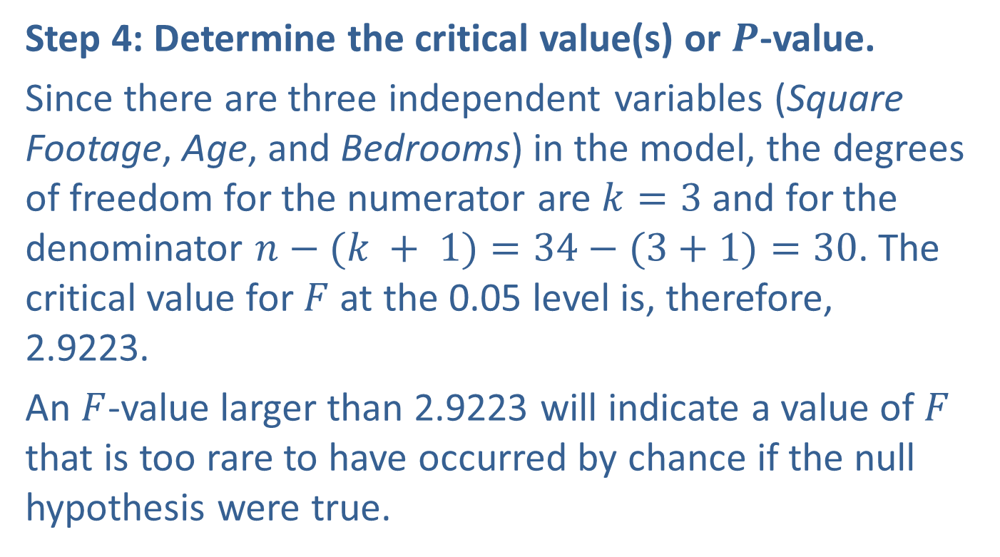 Step 4: Determine the critical value(s) or P-value.
Since there are three independent variables (Square
Footage, Age, and Bedrooms) in the model, the degrees
of freedom for the numerator are k = 3 and for the
denominator n − (k + 1) = 34 − (3 + 1) = 30. The
critical value for F at the 0.05 level is, therefore,
2.9223.
An F-value larger than 2.9223 will indicate a value of F
that is too rare to have occurred by chance if the null
hypothesis were true.